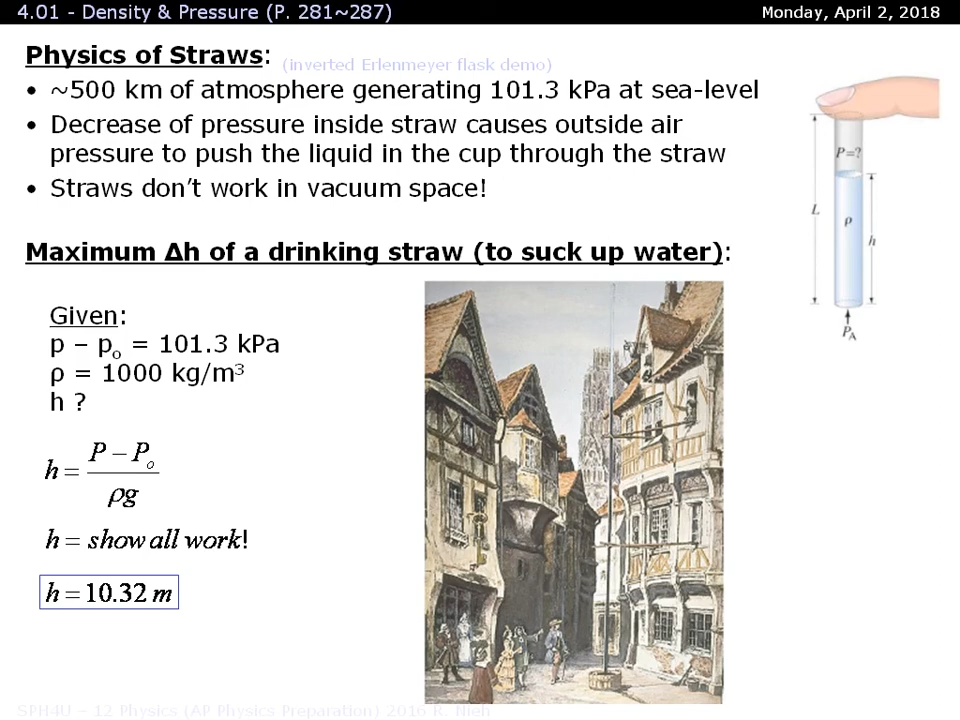 4.01 - Density & Pressure (P. 281~287)
Monday, April 2, 2018
Physics of Straws: (inverted Erlenmeyer flask demo)
• ~500 km of atmosphere generating 101.3 kPa at sea-level
• Decrease of pressure inside straw causes outside air
pressure to push the liquid in the cup through the straw
• Straws don't work in vacuum space!
P=?
L
ρ
h
P_A
Maximum Δh of a drinking straw (to suck up water):
Given:
p – p₀ = 101.3 kPa
ρ = 1000 kg/m³
h ?
h = (P – Pₒ) / ρg
h = show all work!
h = 10.32 m
SPH4U – 12 Physics (AP Physics Preparation) 2016 R. Nieh